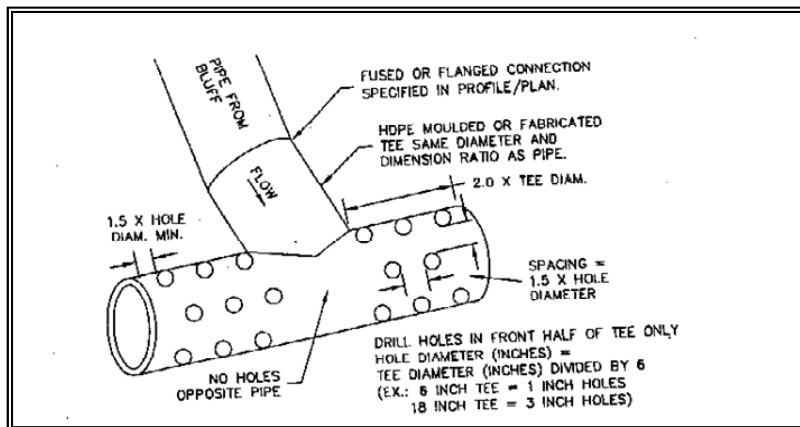 PIPE FROM
BLUFF
FUSED OR FLANGED CONNECTION
SPECIFIED IN PROFILE/PLAN.
HDPE MOULDED OR FABRICATED
TEE SAME DIAMETER AND
DIMENSION RATIO AS PIPE.
FLOW
2.0 X TEE DIAM.
1.5 X HOLE
DIAM. MIN.
SPACING =
1.5 X HOLE
DIAMETER
NO HOLES
OPPOSITE PIPE
DRILL HOLES IN FRONT HALF OF TEE ONLY
HOLE DIAMETER (INCHES) =
TEE DIAMETER (INCHES) DIVIDED BY 6
(EX.: 6 INCH TEE = 1 INCH HOLES
18 INCH TEE = 3 INCH HOLES)